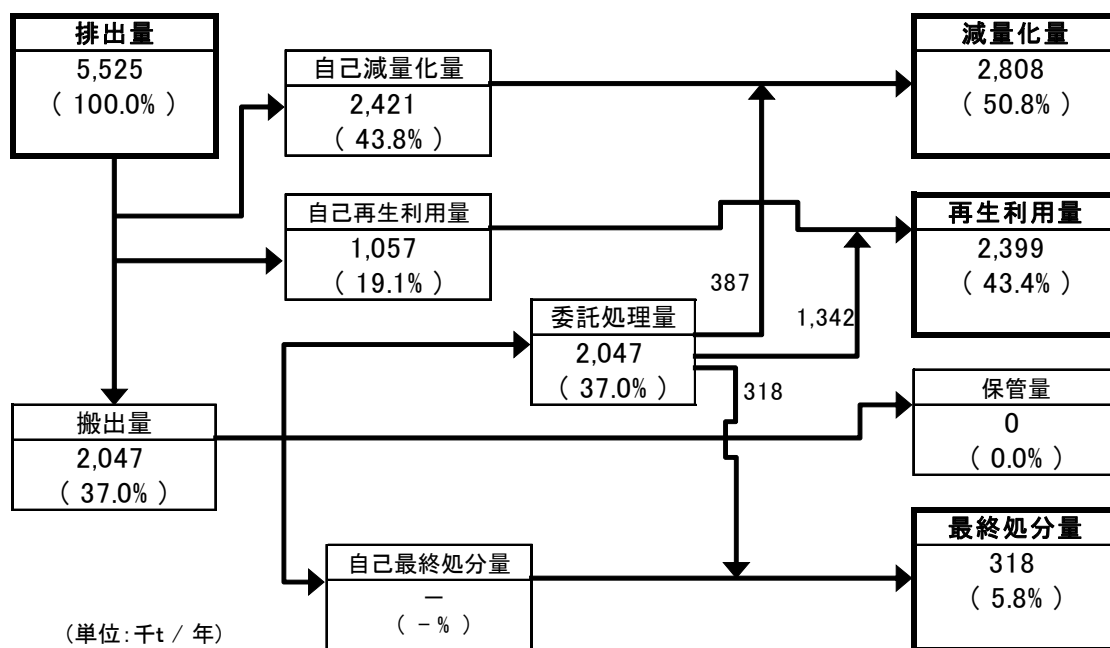 排出量
5,525
( 100.0% )
自己減量化量
2,421
( 43.8% )
減量化量
2,808
( 50.8% )
自己再生利用量
1,057
( 19.1% )
再生利用量
2,399
( 43.4% )
387
1,342
委託処理量
2,047
( 37.0% )
318
搬出量
2,047
( 37.0% )
保管量
0
( 0.0% )
自己最終処分量
－
( －% )
最終処分量
318
( 5.8% )
(単位:千t / 年)